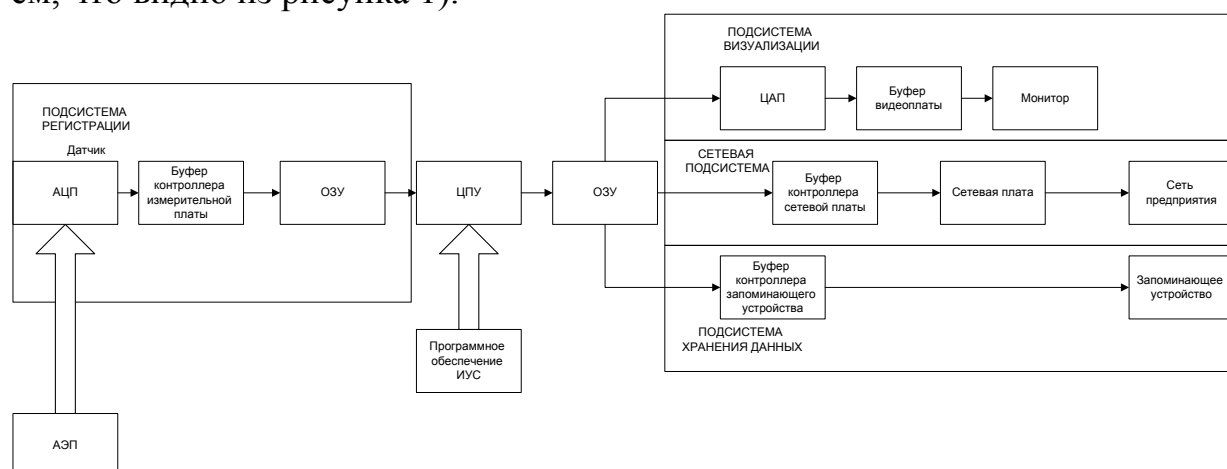 ем, что видно из рисунка 1).
ПОДСИСТЕМА
ВИЗУАЛИЗАЦИИ
ЦАП
Буфер
видеоплаты
Монитор
ПОДСИСТЕМА
РЕГИСТРАЦИИ
Датчик
АЦП
Буфер
контроллера
измерительной
платы
ОЗУ
ЦПУ
ОЗУ
СЕТЕВАЯ
ПОДСИСТЕМА
Буфер
контроллера
сетевой платы
Сетевая плата
Сеть
предприятия
Буфер
контроллера
запоминающего
устройства
Запоминающее
устройство
ПОДСИСТЕМА
ХРАНЕНИЯ ДАННЫХ
Программное
обеспечение
ИУС
АЭП